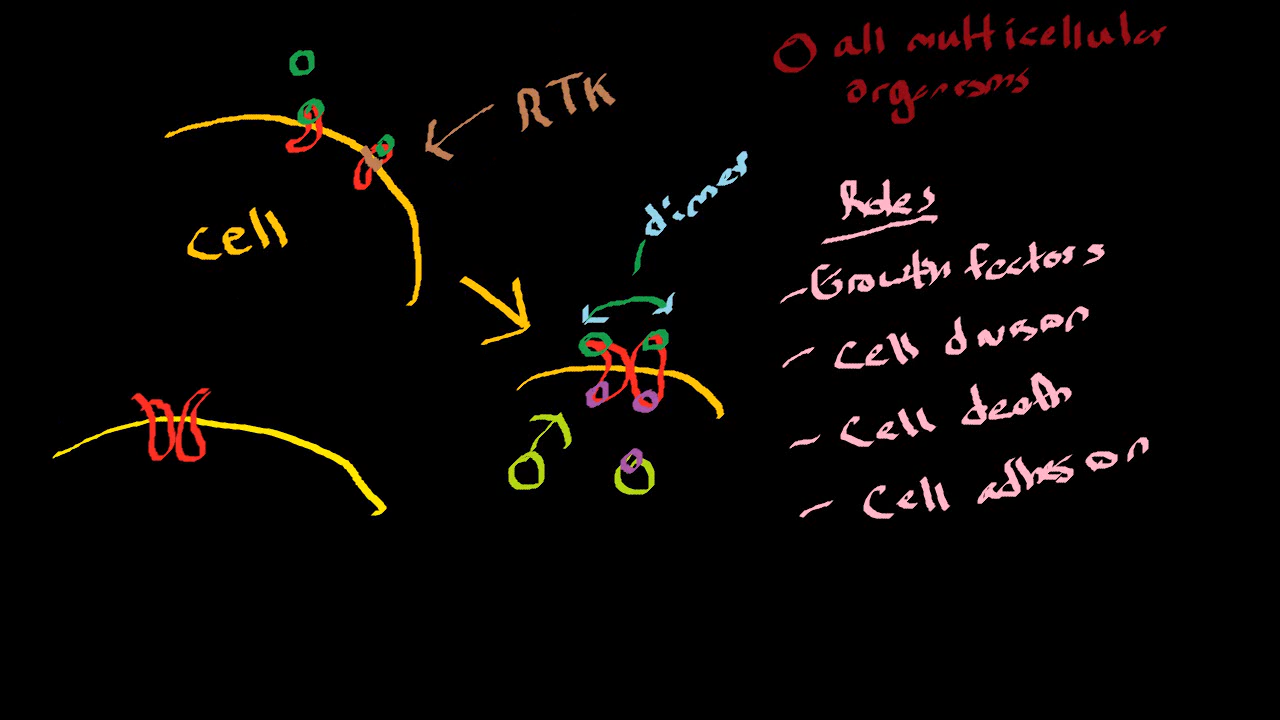 all multicellular
organisms
RTK
dimer
Roles
cell
- Growth factors
- Cell division
- Cell death
- Cell adhesion